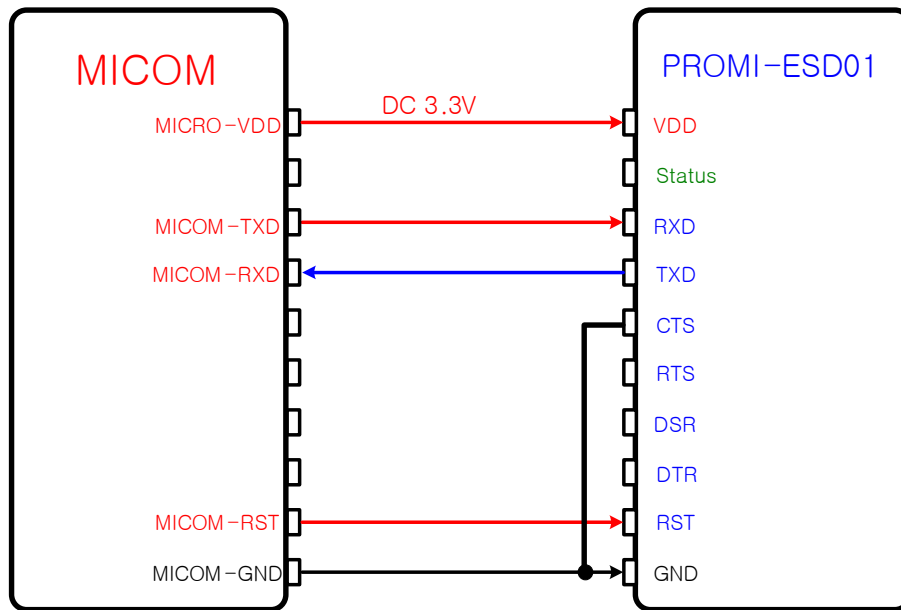 MICOM
PROMI-ESD01
DC 3.3V
MICRO-VDD
VDD
Status
MICOM-TXD
RXD
MICOM-RXD
TXD
CTS
RTS
DSR
DTR
MICOM-RST
RST
MICOM-GND
GND